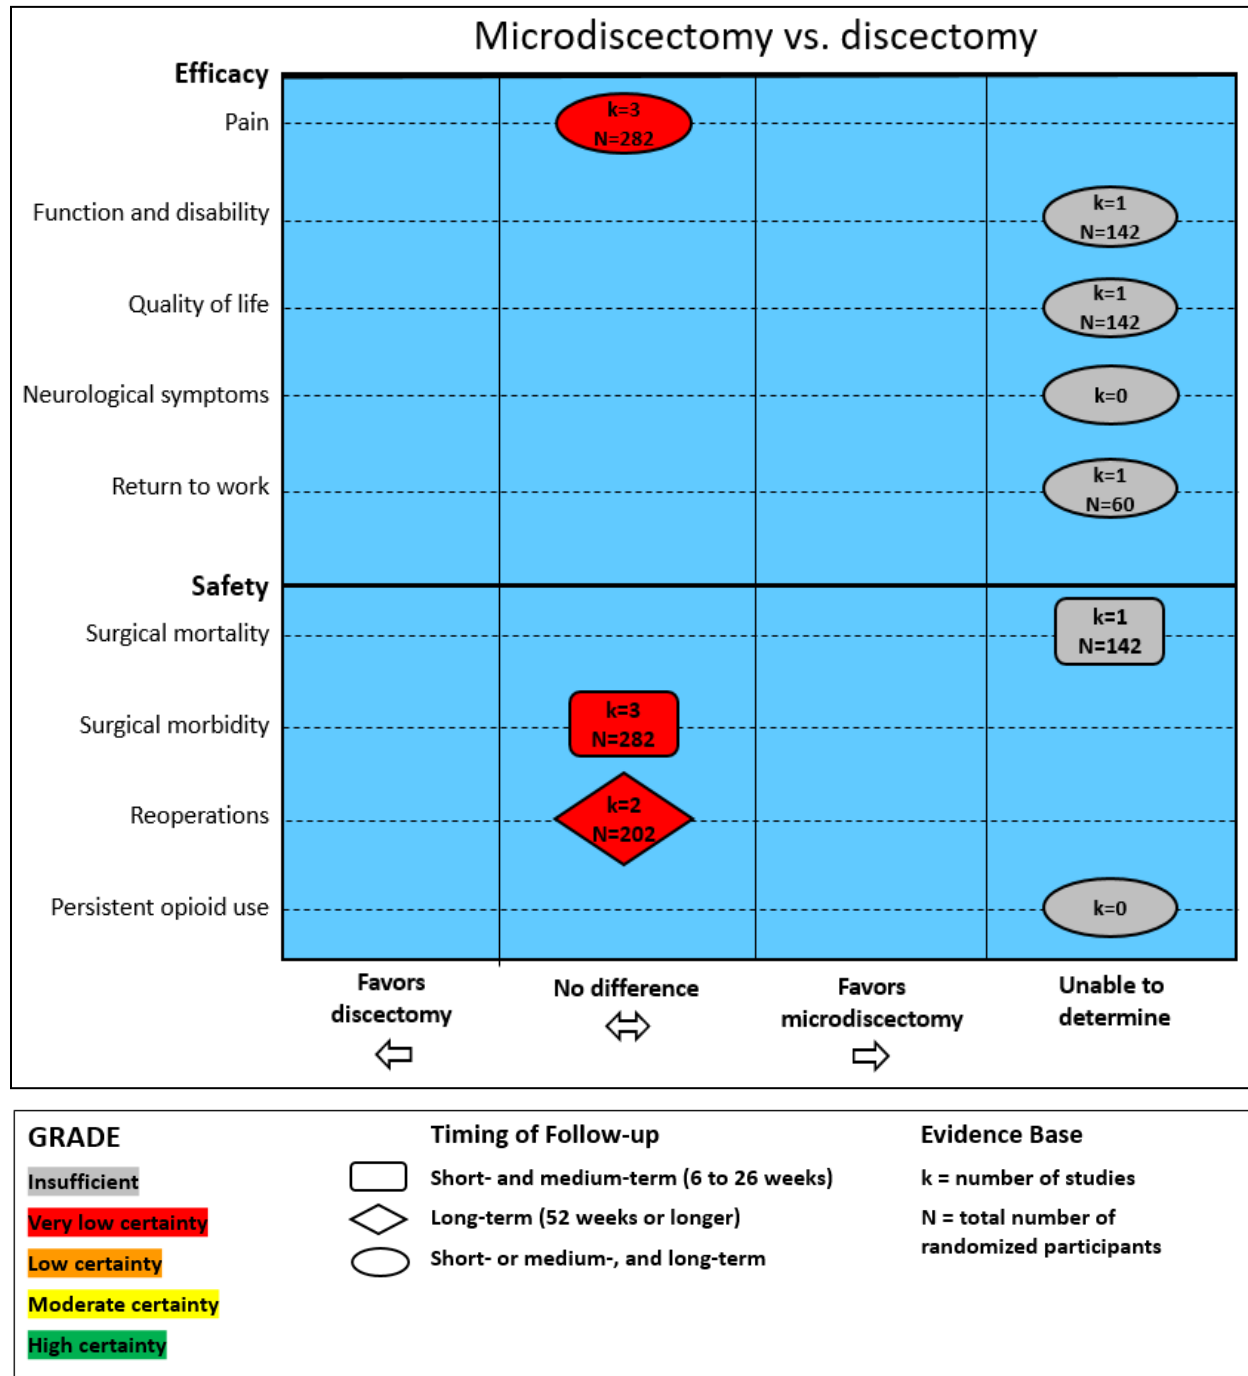 Microdiscectomy vs. discectomy
Efficacy
Pain
k=3
N=282
Function and disability
k=1
N=142
Quality of life
k=1
N=142
Neurological symptoms
k=0
Return to work
k=1
N=60
Safety
Surgical mortality
k=1
N=142
Surgical morbidity
k=3
N=282
Reoperations
k=2
N=202
Persistent opioid use
k=0
Favors
discectomy
No difference
Favors
microdiscectomy
Unable to
determine
GRADE
Insufficient
Very low certainty
Low certainty
Moderate certainty
High certainty
Timing of Follow-up
Short- and medium-term (6 to 26 weeks)
Long-term (52 weeks or longer)
Short- or medium-, and long-term
Evidence Base
k = number of studies
N = total number of
randomized participants